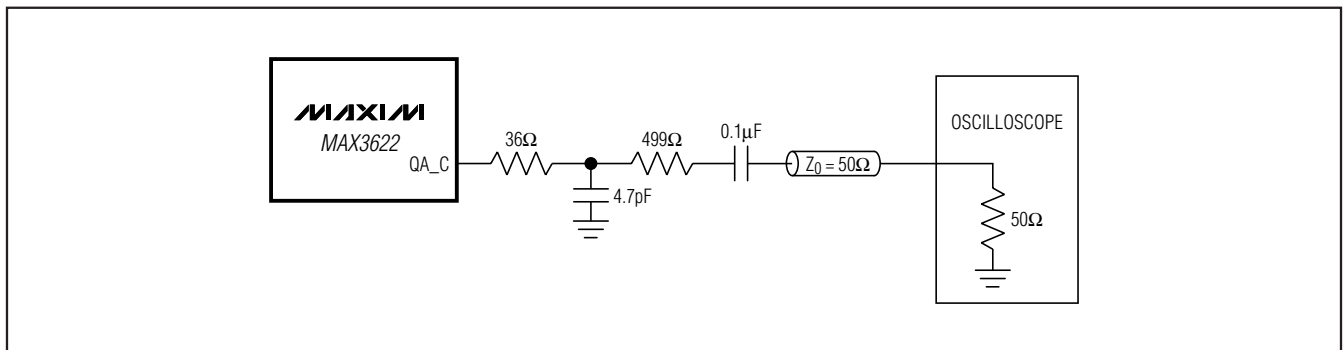 MAXIM
MAX3622
QA_C
36Ω
4.7pF
499Ω
0.1μF
Z0 = 50Ω
OSCILLOSCOPE
50Ω